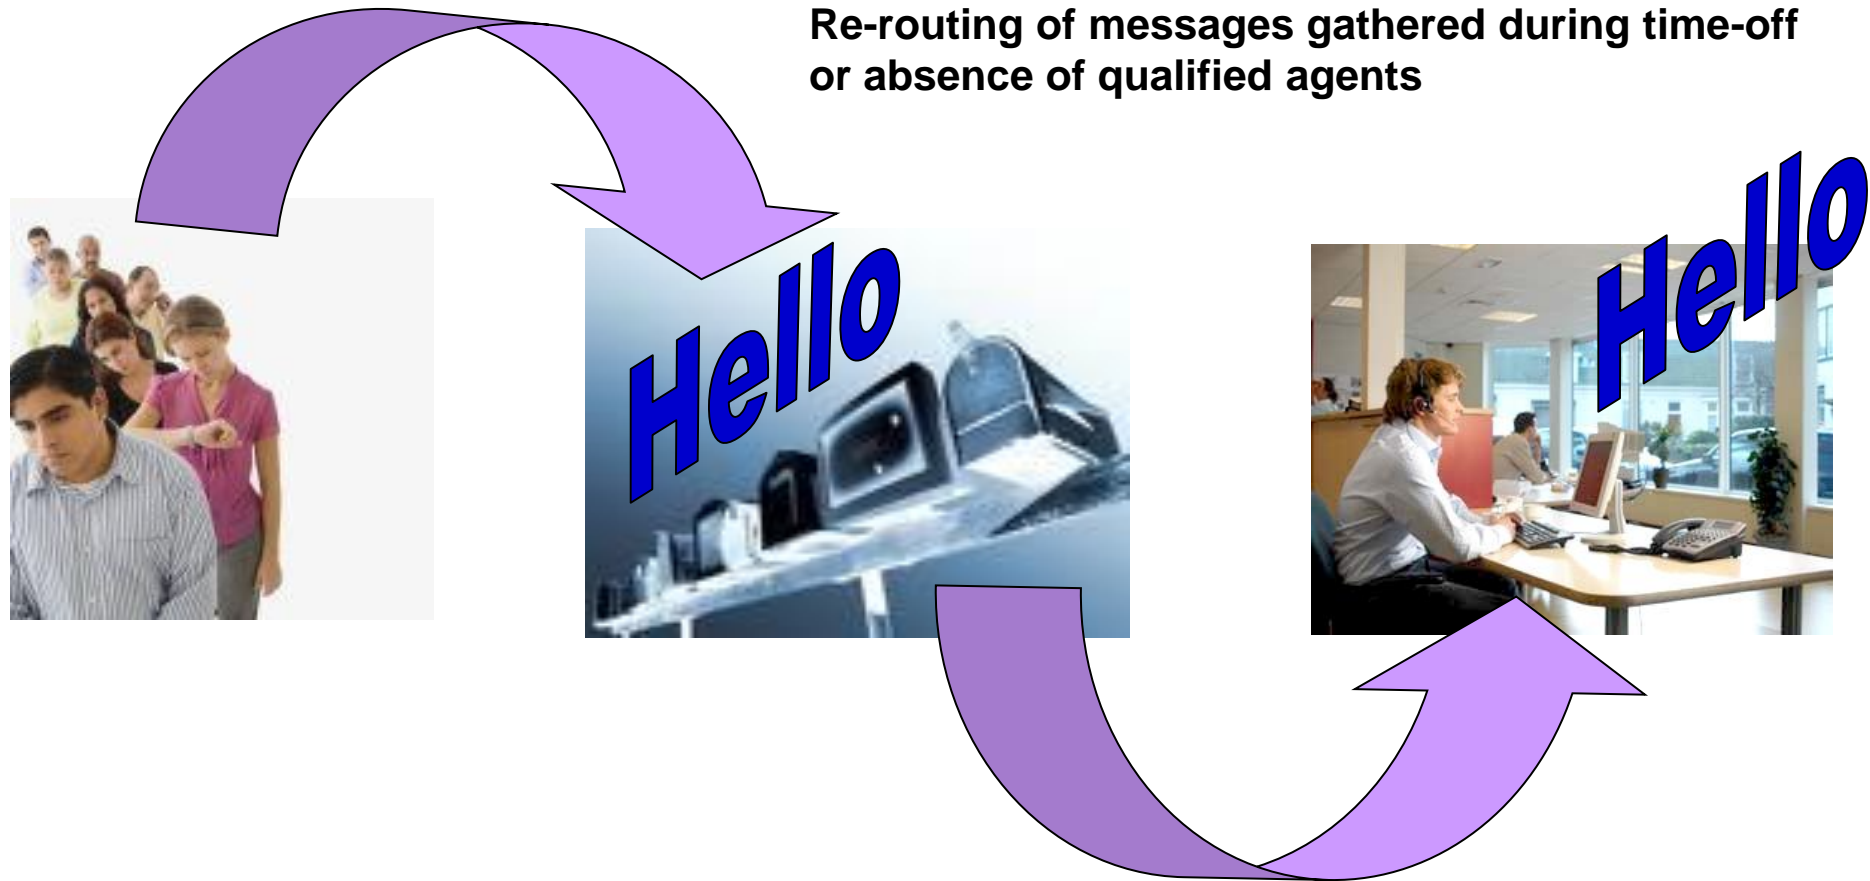 Re-routing of messages gathered during time-off
or absence of qualified agents
Hello
Hello